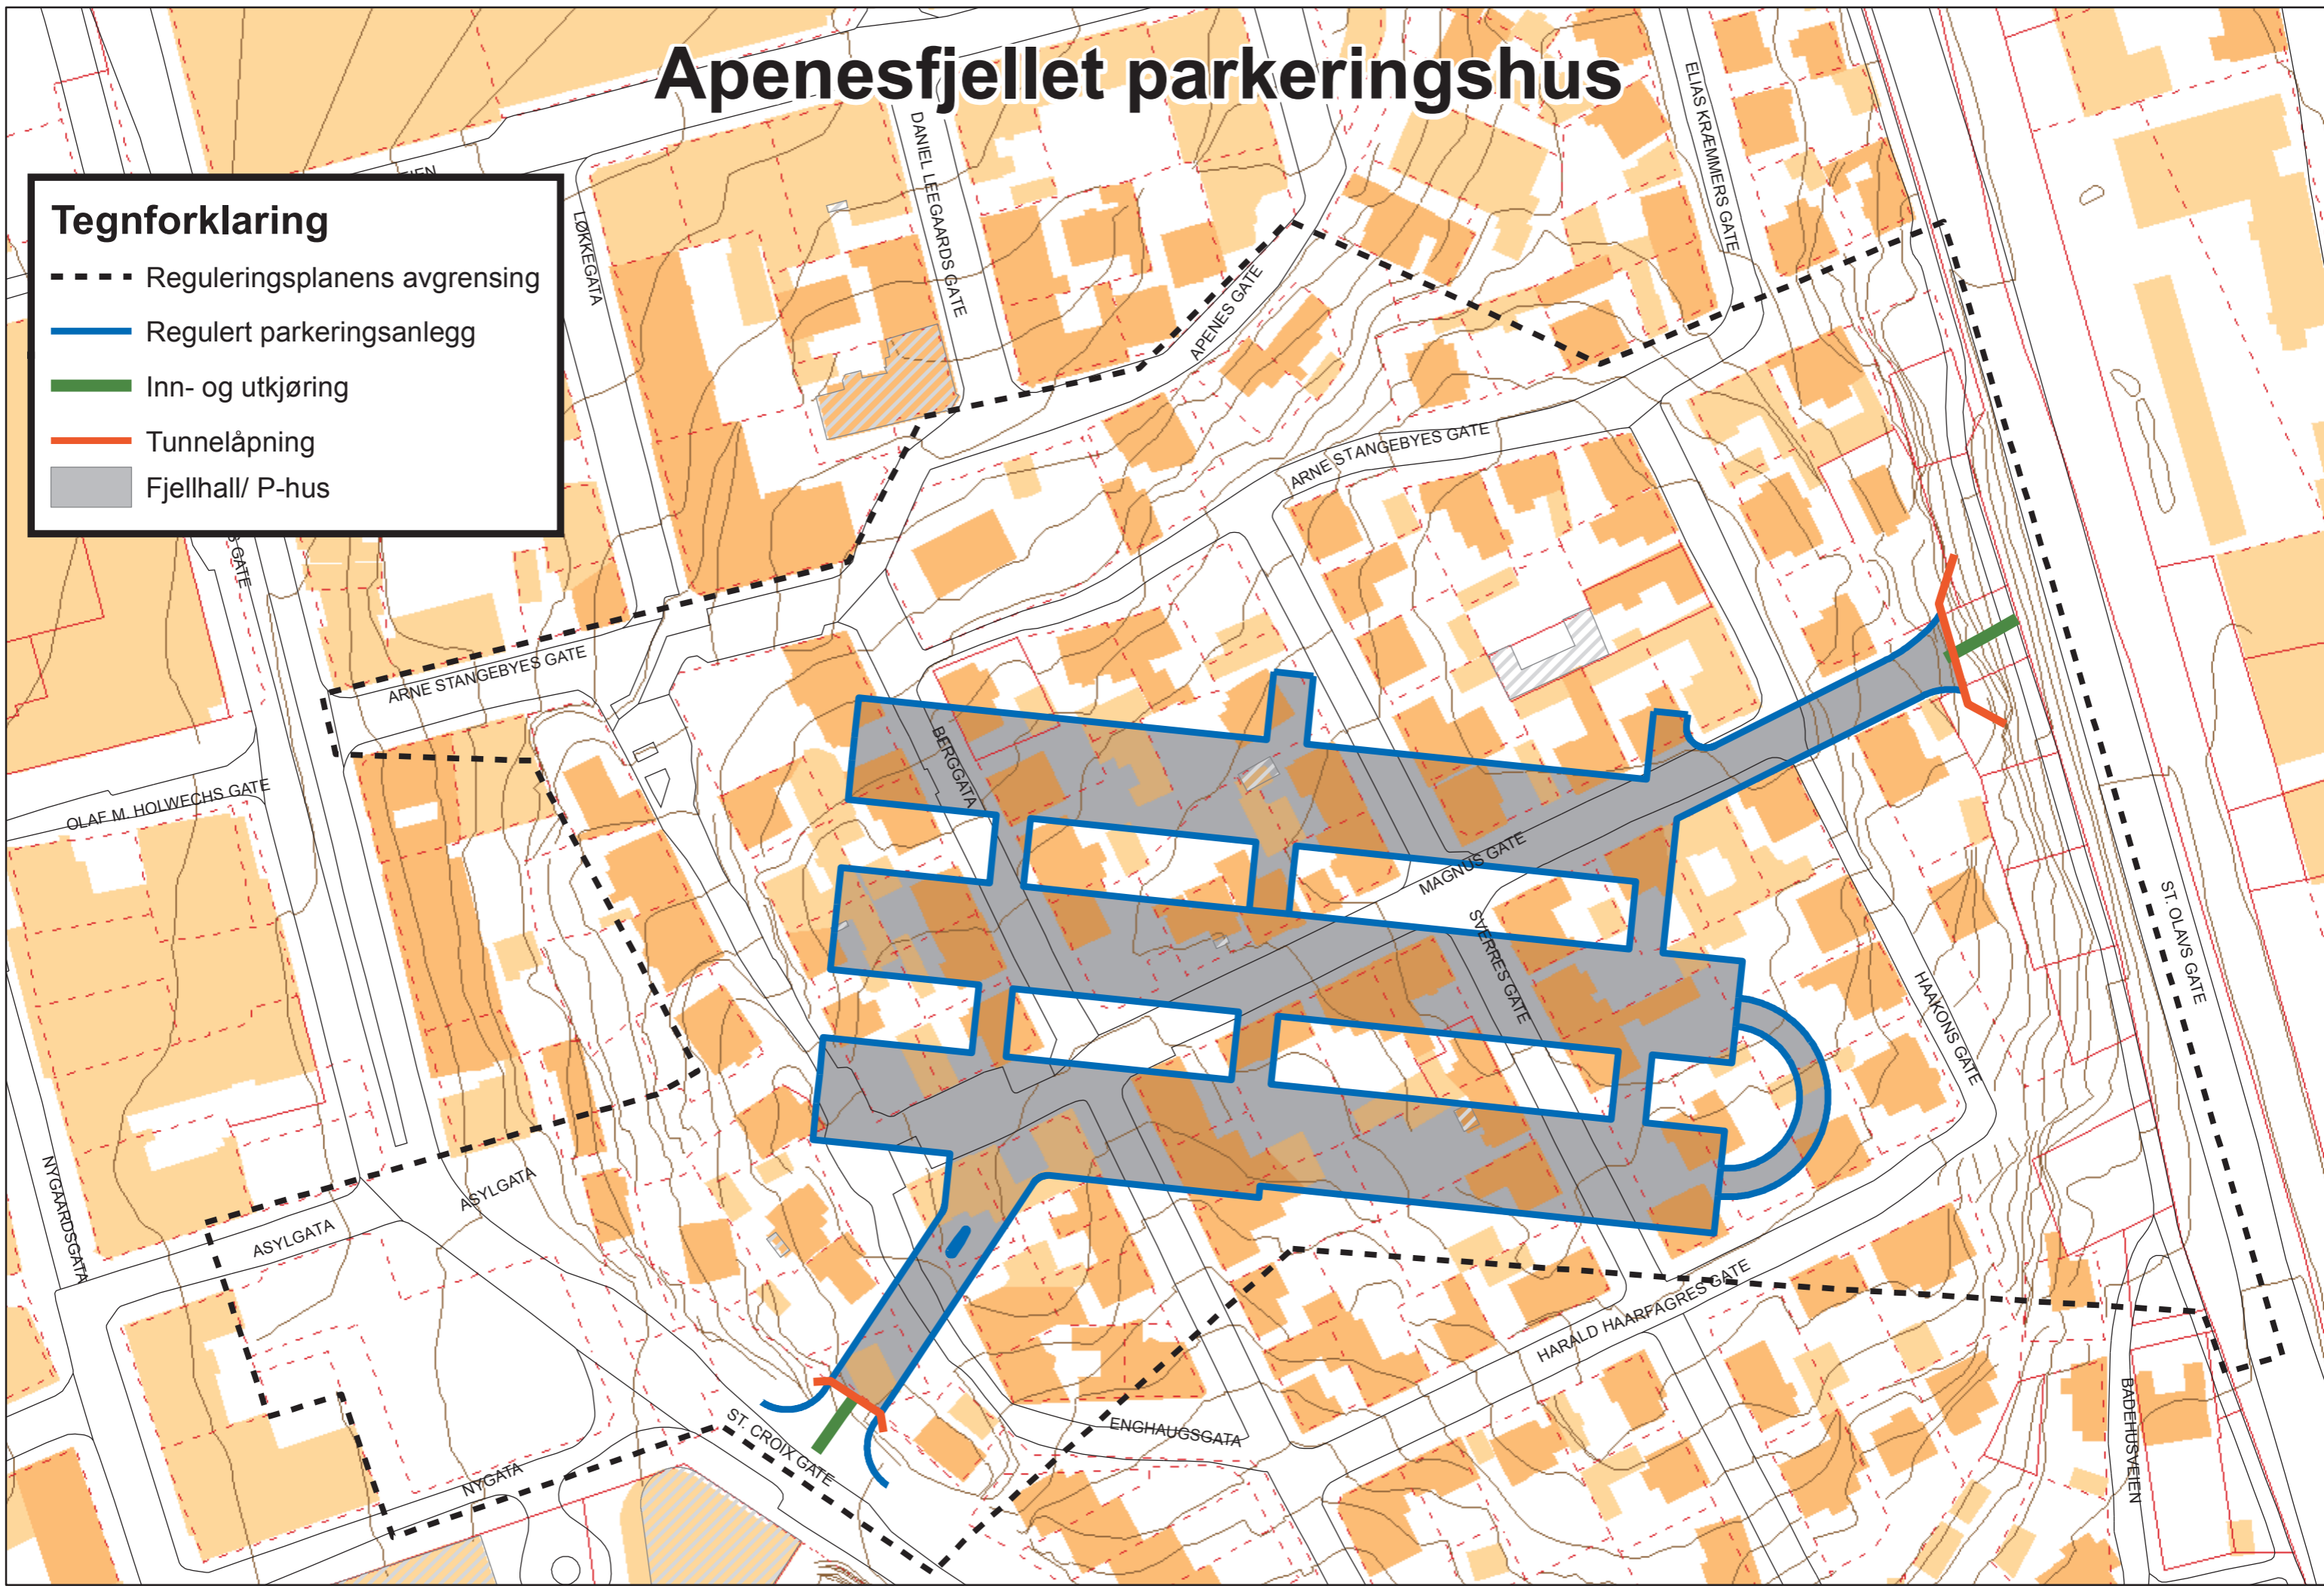 Apenesfjellet parkeringshus
Tegnforklaring
Reguleringsplanens avgrensing
Regulert parkeringsanlegg
Inn- og utkjøring
Tunnelåpning
Fjellhall/ P-hus
LØKKEGATA
DANIEL LEEGAARDS GATE
APENES GATE
ELIAS KRÆMMERS GATE
ARNE STANGEBYES GATE
ARNE STANGEBYES GATE
OLAF M. HOLWECHS GATE
BERGGATA
MAGNUS GATE
SVERRES GATE
HAAKONS GATE
ST. OLAVS GATE
NYGAARDSGATA
ASYLGATA
ASYLGATA
HARALD HAARFAGRES GATE
ST. CROIX GATE
ENGHAUGSGATA
NYGATA
BADEHUSVEIEN